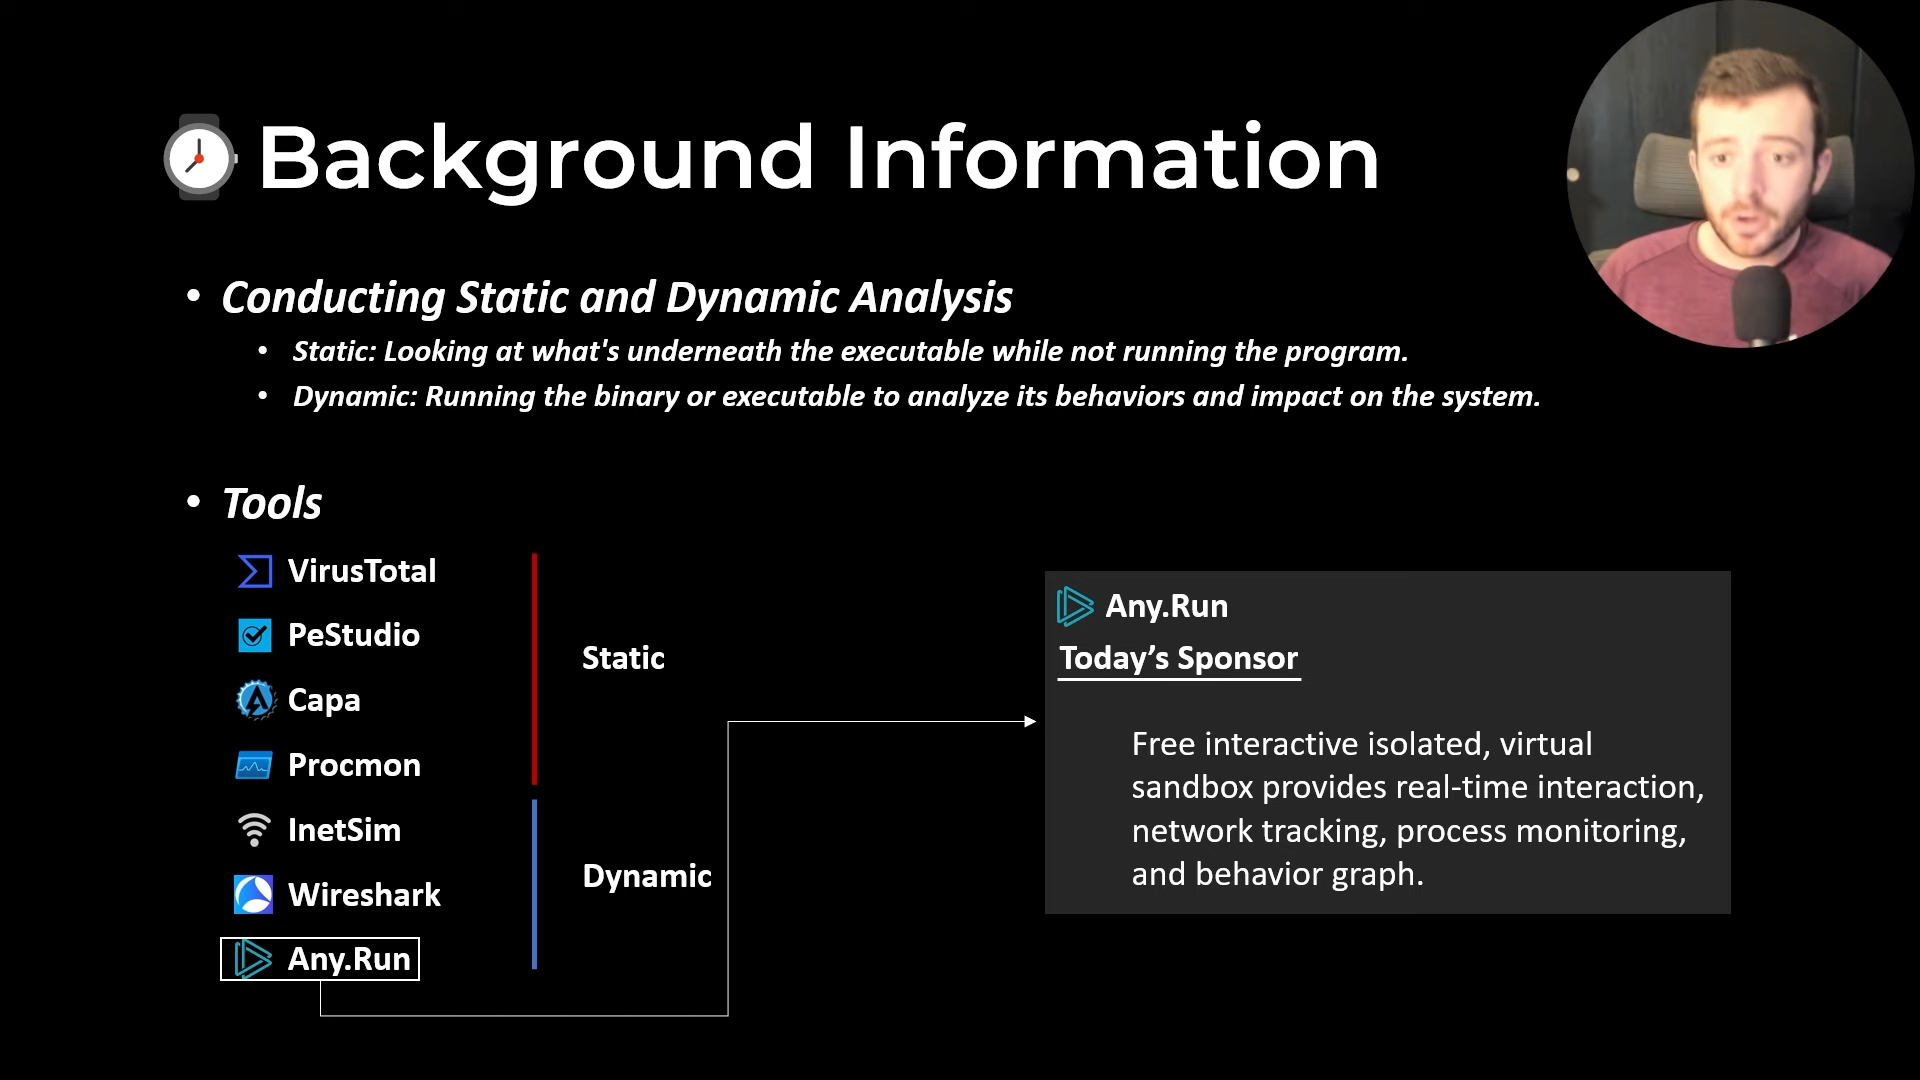 Background Information
• Conducting Static and Dynamic Analysis
• Static: Looking at what's underneath the executable while not running the program.
• Dynamic: Running the binary or executable to analyze its behaviors and impact on the system.
• Tools
VirusTotal
PeStudio
Capa
Procmon
InetSim
Wireshark
Any.Run
Static
Dynamic
Any.Run
Today’s Sponsor
Free interactive isolated, virtual
sandbox provides real-time interaction,
network tracking, process monitoring,
and behavior graph.